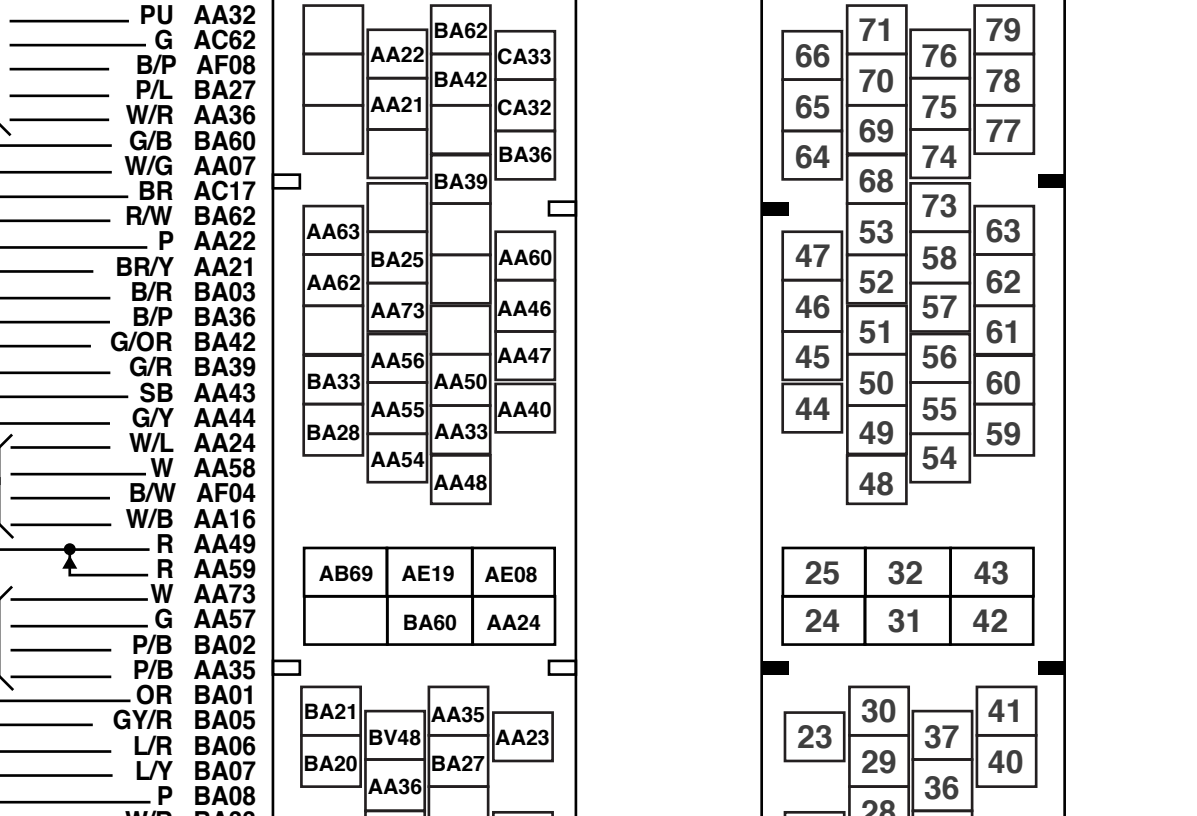 PU AA32
G AC62
B/P AF08
P/L BA27
W/R AA36
G/B BA60
W/G AA07
BR AC17
R/W BA62
P AA22
BR/Y AA21
B/R BA03
B/P BA36
G/OR BA42
G/R BA39
SB AA43
G/Y AA44
W/L AA24
W AA58
B/W AF04
W/B AA16
R AA49
R AA59
W AA73
G AA57
P/B BA02
P/B AA35
OR BA01
GY/R BA05
L/R BA06
L/Y BA07
P BA08
BA62
AA22 CA33
BA42
AA21 CA32
BA36
BA39
AA63
BA25 AA60
AA62
AA73 AA46
AA56 AA47
BA33 AA50
AA55 AA40
BA28 AA33
AA54
AA48
AB69 AE19 AE08
BA60 AA24
BA21 AA35
BV48 AA23
BA20 BA27
AA36
71 79
66 76
70 78
65 75
69 77
64 74
68
73
53 63
47 58
52 62
46 57
51 61
45 56
50 60
44 55
49 59
54
48
25 32 43
24 31 42
30 41
23 37
29 40
36
28